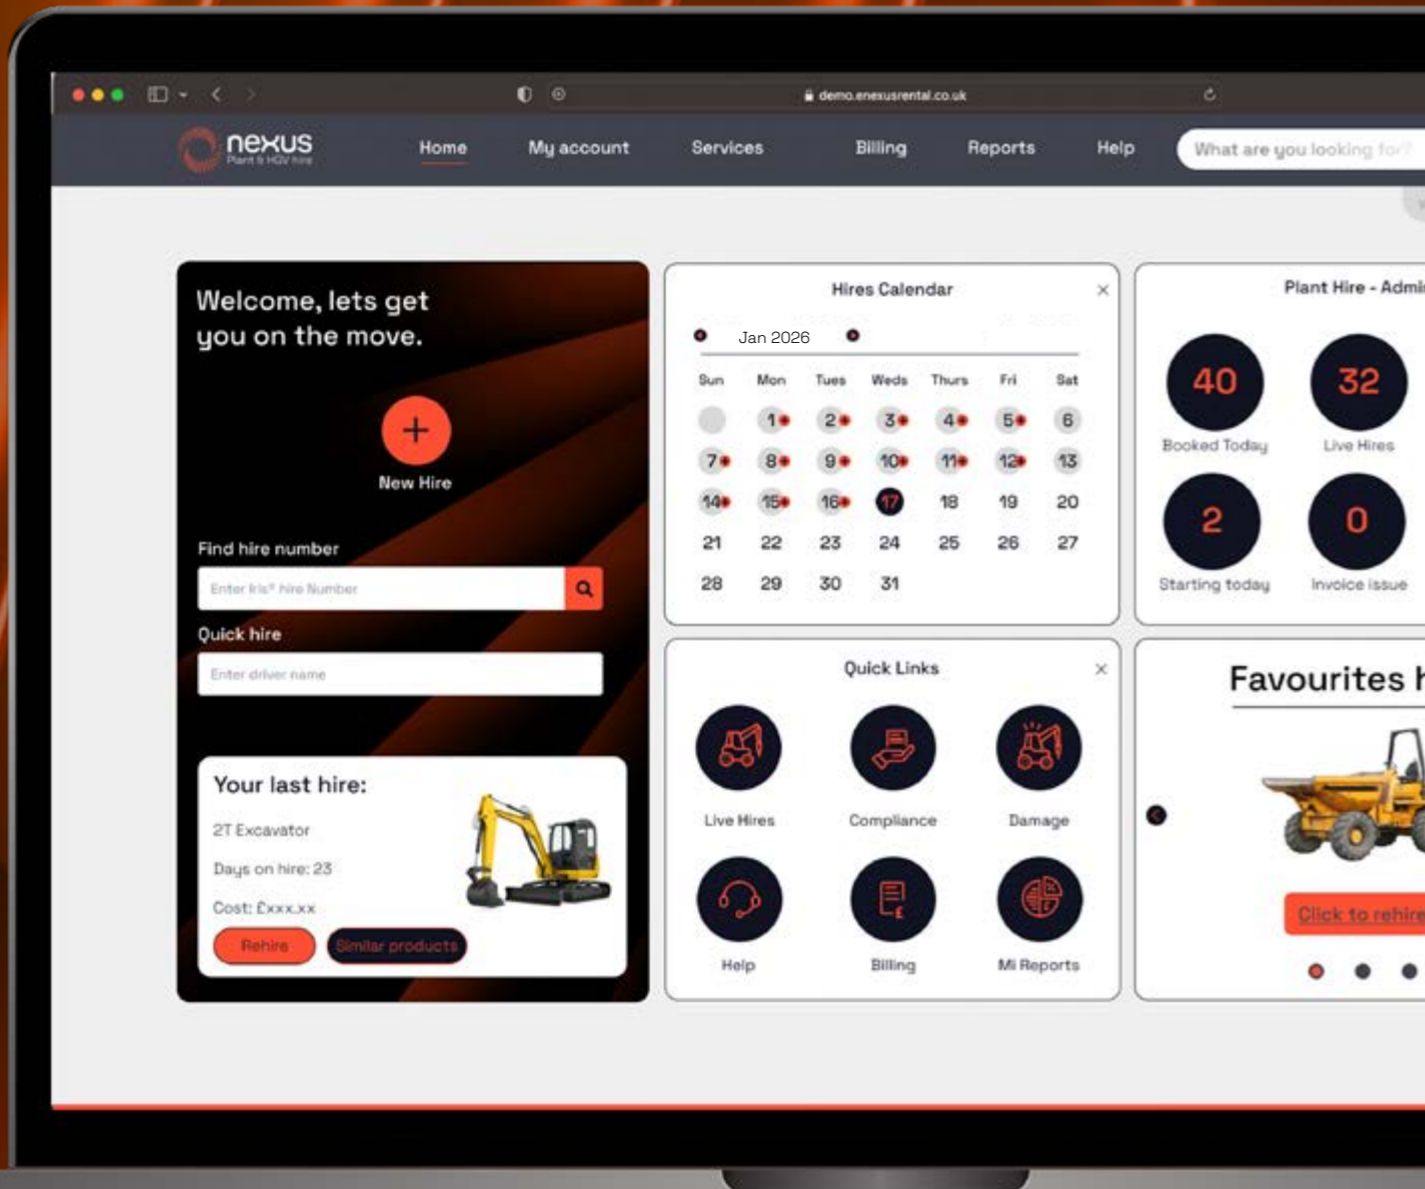 demo.enexusrental.co.uk
nexus
Plant & HGV hire
Home My account Services Billing Reports Help What are you looking for?
Welcome, lets get
you on the move.
+
New Hire
Find hire number
Enter Iris® hire Number
Quick hire
Enter driver name
Your last hire:
2T Excavator
Days on hire: 23
Cost: £xxx.xx
Rehire Similar products
Hires Calendar
Jan 2026
Sun Mon Tues Weds Thurs Fri Sat
1 2 3 4 5 6
7 8 9 10 11 12 13
14 15 16 17 18 19 20
21 22 23 24 25 26 27
28 29 30 31
Quick Links
Live Hires Compliance Damage
Help Billing Mi Reports
Plant Hire - Admi
40 32
Booked Today Live Hires
2 0
Starting today Invoice issue
Favourites h
Click to rehire